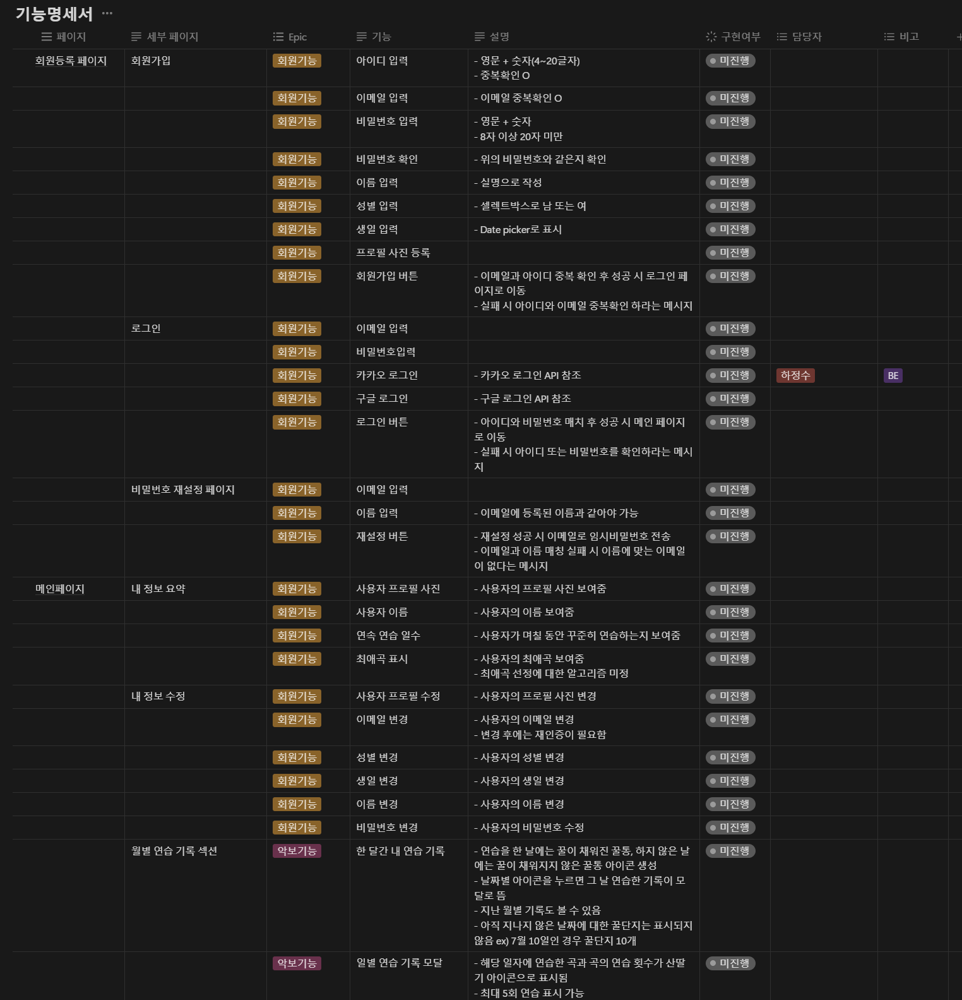 기능명세서 ···
페이지 세부 페이지 Epic 기능 설명 구현여부 담당자 비고
회원등록 페이지 회원가입 회원기능 아이디 입력 - 영문 + 숫자(4~20글자) 미진행
- 중복확인 O
회원기능 이메일 입력 - 이메일 중복확인 O 미진행
회원기능 비밀번호 입력 - 영문 + 숫자 미진행
- 8자 이상 20자 미만
회원기능 비밀번호 확인 - 위의 비밀번호와 같은지 확인 미진행
회원기능 이름 입력 - 실명으로 작성 미진행
회원기능 성별 입력 - 셀렉트박스로 남 또는 여 미진행
회원기능 생일 입력 - Date picker로 표시 미진행
회원기능 프로필 사진 등록 미진행
회원기능 회원가입 버튼 - 이메일과 아이디 중복 확인 후 성공 시 로그인 페 미진행
이지로 이동
- 실패 시 아이디와 이메일 중복확인 하라는 메시지
로그인 회원기능 이메일 입력 미진행
회원기능 비밀번호입력 미진행
회원기능 카카오 로그인 - 카카오 로그인 API 참조 미진행 하정수 BE
회원기능 구글 로그인 - 구글 로그인 API 참조 미진행
회원기능 로그인 버튼 - 아이디와 비밀번호 매치 후 성공 시 메인 페이지 미진행
로 이동
- 실패 시 아이디 또는 비밀번호를 확인하라는 메시
지
비밀번호 재설정 페이지 회원기능 이메일 입력 미진행
회원기능 이름 입력 - 이메일에 등록된 이름과 같아야 가능 미진행
회원기능 재설정 버튼 - 재설정 성공 시 이메일로 임시비밀번호 전송 미진행
- 이메일과 이름 매칭 실패 시 이름에 맞는 이메일
이 없다는 메시지
메인페이지 내 정보 요약 회원기능 사용자 프로필 사진 - 사용자의 프로필 사진 보여줌 미진행
회원기능 사용자 이름 - 사용자의 이름 보여줌 미진행
회원기능 연속 연습 일수 - 사용자가 며칠 동안 꾸준히 연습하는지 보여줌 미진행
회원기능 최애곡 표시 - 사용자의 최애곡 보여줌 미진행
- 최애곡 선정에 대한 알고리즘 미정
내 정보 수정 회원기능 사용자 프로필 수정 - 사용자의 프로필 사진 변경 미진행
회원기능 이메일 변경 - 사용자의 이메일 변경 미진행
- 변경 후에는 재인증이 필요함
회원기능 성별 변경 - 사용자의 성별 변경 미진행
회원기능 생일 변경 - 사용자의 생일 변경 미진행
회원기능 이름 변경 - 사용자의 이름 변경 미진행
회원기능 비밀번호 변경 - 사용자의 비밀번호 수정 미진행
월별 연습 기록 섹션 악보기능 한 달간 내 연습 기록 - 연습을 한 날에는 꿀이 채워진 꿀통, 하지 않은 날 미진행
에는 꿀이 채워지지 않은 꿀통 아이콘 생성
- 날짜별 아이콘을 누르면 그 날 연습한 기록이 모
달로 뜸
- 지난 월별 기록도 볼 수 있음
- 아직 지나지 않은 날짜에 대한 꿀단지는 표시되지
않음 ex) 7월 10일인 경우 꿀단지 10개
악보기능 일별 연습 기록 모달 - 해당 일자에 연습한 곡과 곡의 연습 횟수가 산딸 미진행
기 아이콘으로 표시됨
- 최대 5회 연습 표시 가능